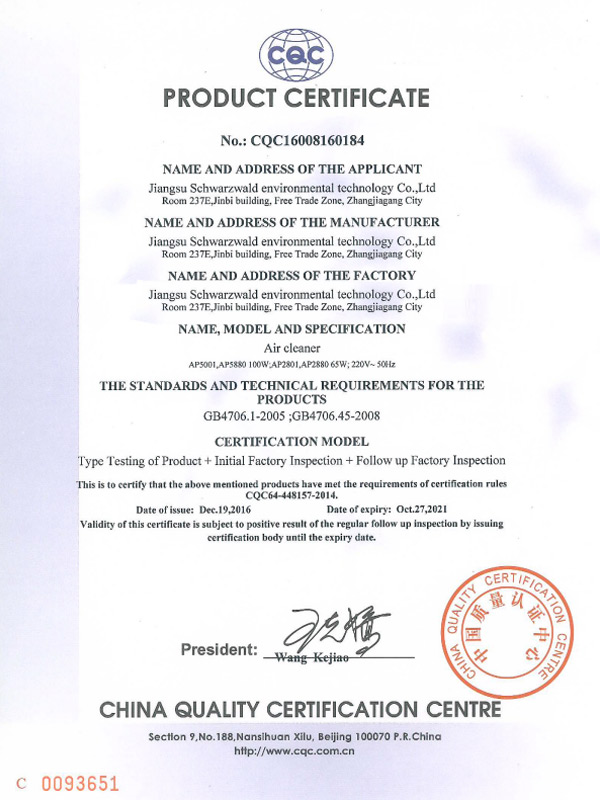 CQC
PRODUCT CERTIFICATE
No.: CQC16008160184
NAME AND ADDRESS OF THE APPLICANT
Jiangsu Schwarzwald environmental technology Co.,Ltd
Room 237E,Jinbi building, Free Trade Zone, Zhangjiagang City
NAME AND ADDRESS OF THE MANUFACTURER
Jiangsu Schwarzwald environmental technology Co.,Ltd
Room 237E,Jinbi building, Free Trade Zone, Zhangjiagang City
NAME AND ADDRESS OF THE FACTORY
Jiangsu Schwarzwald environmental technology Co.,Ltd
Room 237E,Jinbi building, Free Trade Zone, Zhangjiagang City
NAME, MODEL AND SPECIFICATION
Air cleaner
AP5001,AP5880 100W;AP2801,AP2880 65W; 220V~ 50Hz
THE STANDARDS AND TECHNICAL REQUIREMENTS FOR THE
PRODUCTS
GB4706.1-2005 ;GB4706.45-2008
CERTIFICATION MODEL
Type Testing of Product + Initial Factory Inspection + Follow up Factory Inspection
This is to certify that the above mentioned products have met the requirements of certification rules
CQC64-448157-2014.
Date of issue: Dec.19,2016 Date of expiry: Oct.27,2021
Validity of this certificate is subject to positive result of the regular follow up inspection by issuing
certification body until the expiry date.
CHINA QUALITY CERTIFICATION CENTRE
中国质量认证中心
President: 王克娇
Wang Kejiao
CHINA QUALITY CERTIFICATION CENTRE
Section 9,No.188,Nansihuan Xilu, Beijing 100070 P.R.China
http://www.cqc.com.cn
C 0093651